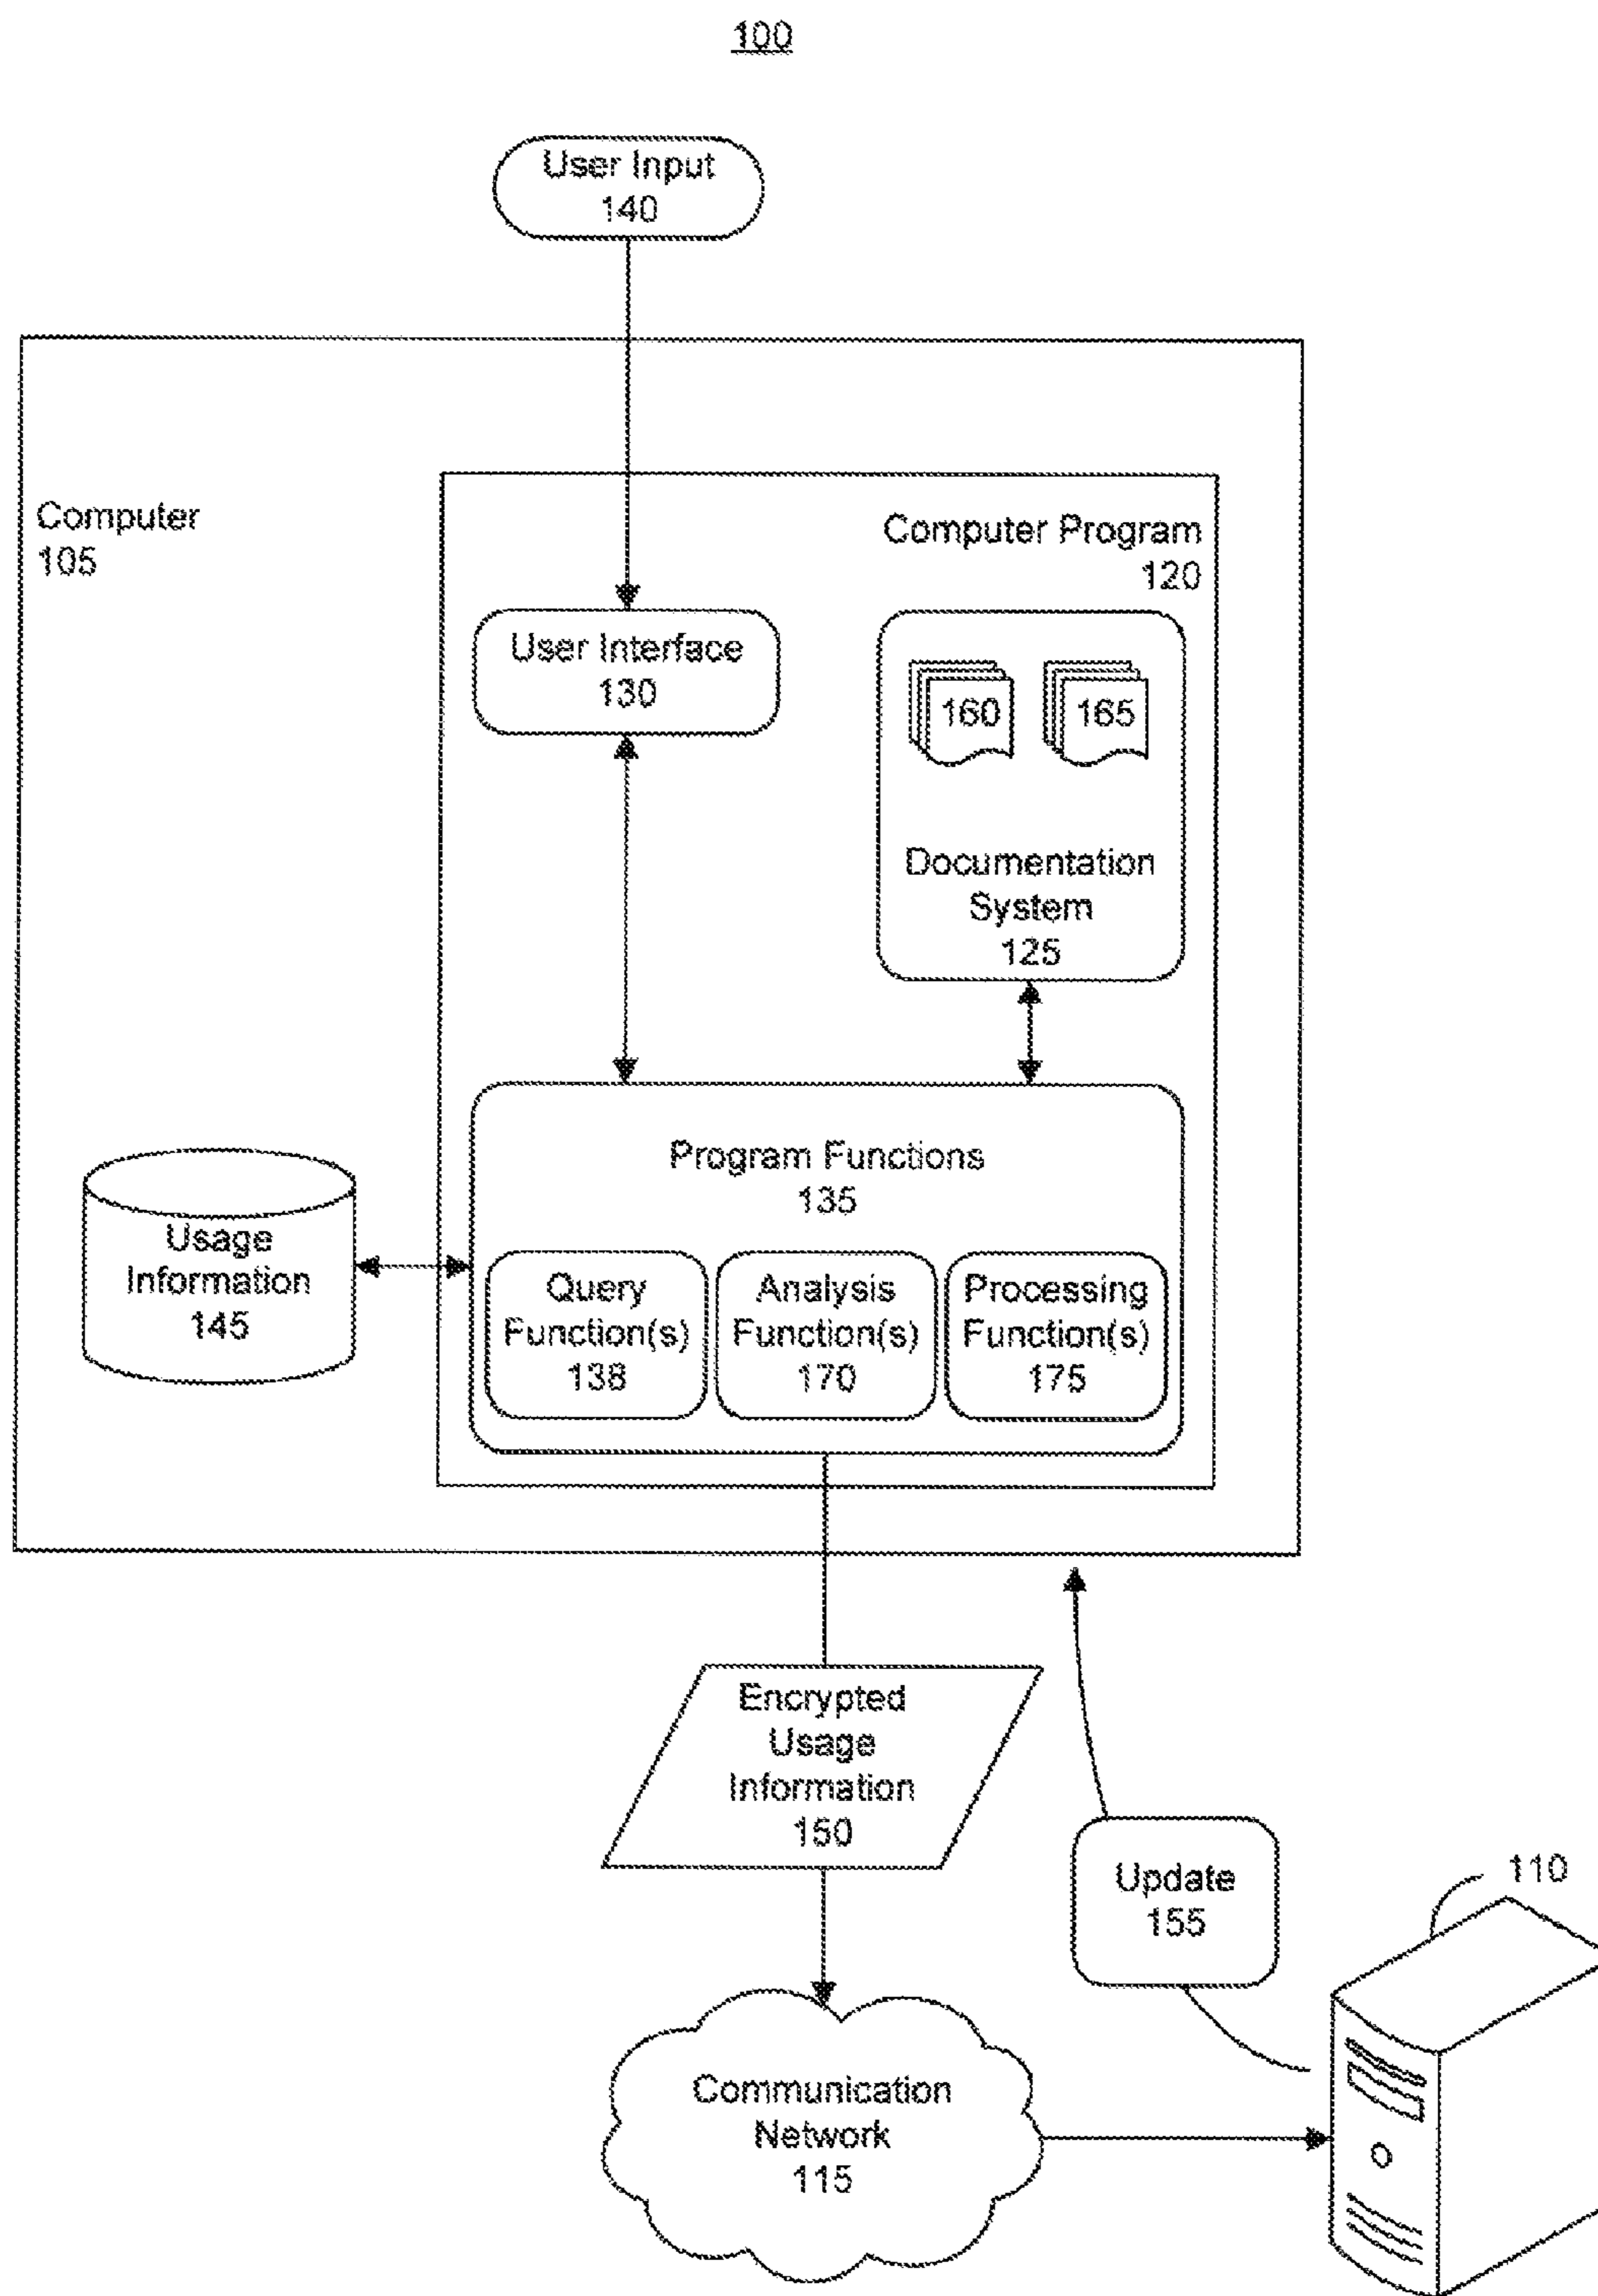 100
User Input
140
Computer
105
Computer Program
120
User Interface
130
160
165
Documentation
System
125
Program Functions
135
Usage
Information
145
Query
Function(s)
138
Analysis
Function(s)
170
Processing
Function(s)
175
Encrypted
Usage
Information
150
Update
155
110
Communication
Network
115